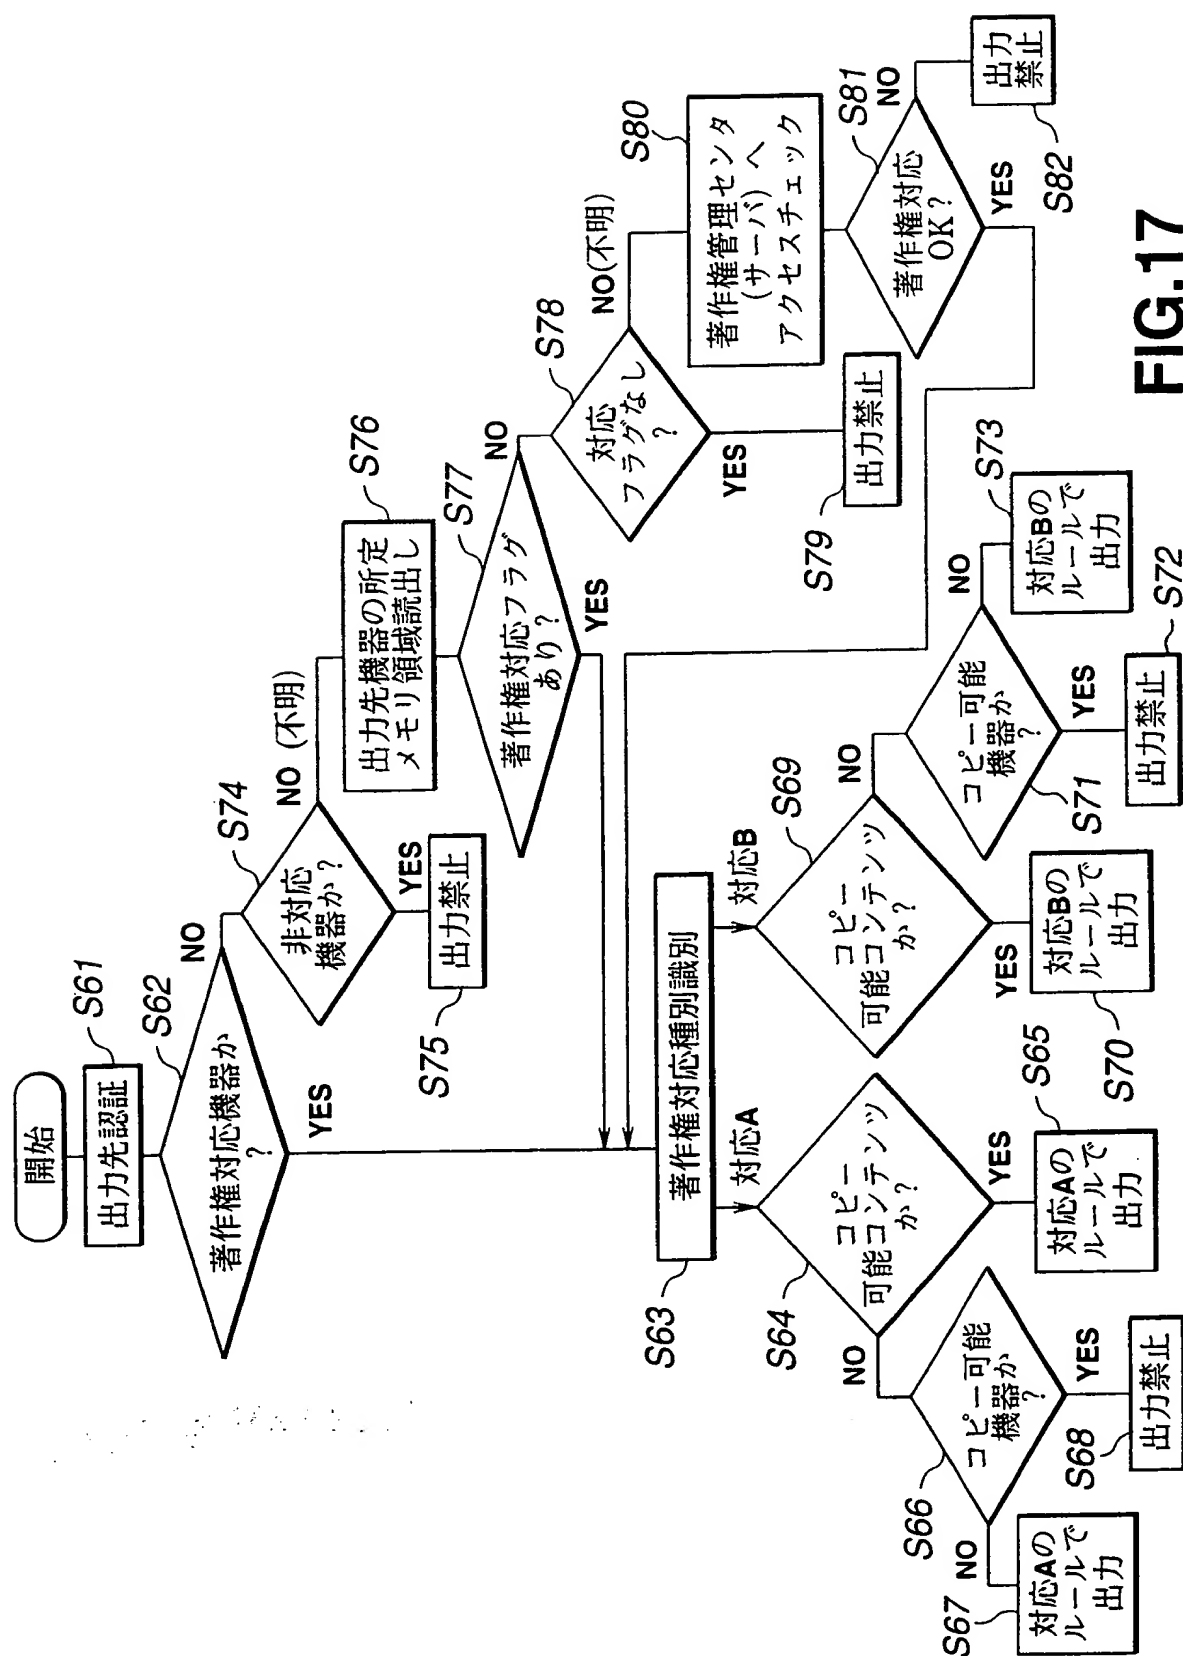 開始
出力先認証
S61
著作権対応機器か
?
S62
NO
YES
非対応
機器か?
S74
NO (不明)
YES
出力禁止
S75
出力先機器の所定
メモリ領域読出し
S76
著作権対応フラグ
あり?
S77
NO
YES
対応
フラグなし
?
S78
NO(不明)
YES
出力禁止
S79
著作権管理センタ
(サーバ)へ
アクセスチェック
S80
著作権対応
OK?
S81
NO
YES
出力
禁止
S82
著作権対応種別識別
S63
対応A
対応B
コピー
可能コンテンツ
か?
S64
NO
YES
対応Aの
ルールで
出力
S65
コピー可能
機器か
?
S66
NO
YES
対応Aの
ルールで
出力
S67
出力禁止
S68
コピー
可能コンテンツ
か?
S69
NO
YES
対応Bの
ルールで
出力
S70
コピー可能
機器か
?
S71
NO
YES
出力禁止
S72
対応Bの
ルールで
出力
S73
FIG.17